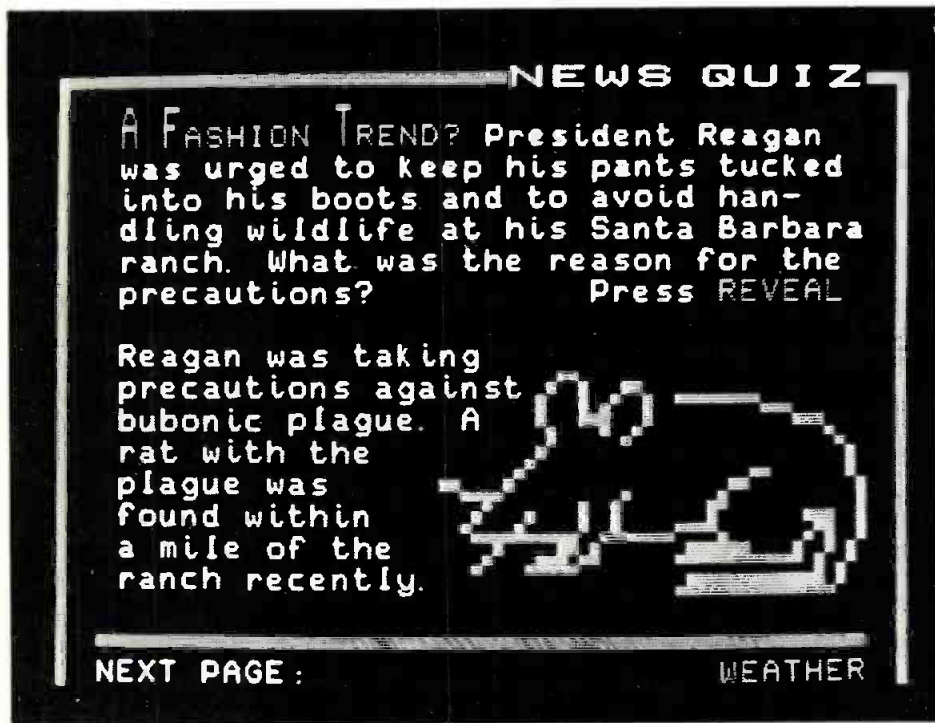 NEWS QUIZ
A FASHION TREND? President Reagan
was urged to keep his pants tucked
into his boots and to avoid han-
dling wildlife at his Santa Barbara
ranch. What was the reason for the
precautions? Press REVEAL
Reagan was taking
precautions against
bubonic plague. A
rat with the
plague was
found within
a mile of the
ranch recently.
NEXT PAGE: WEATHER